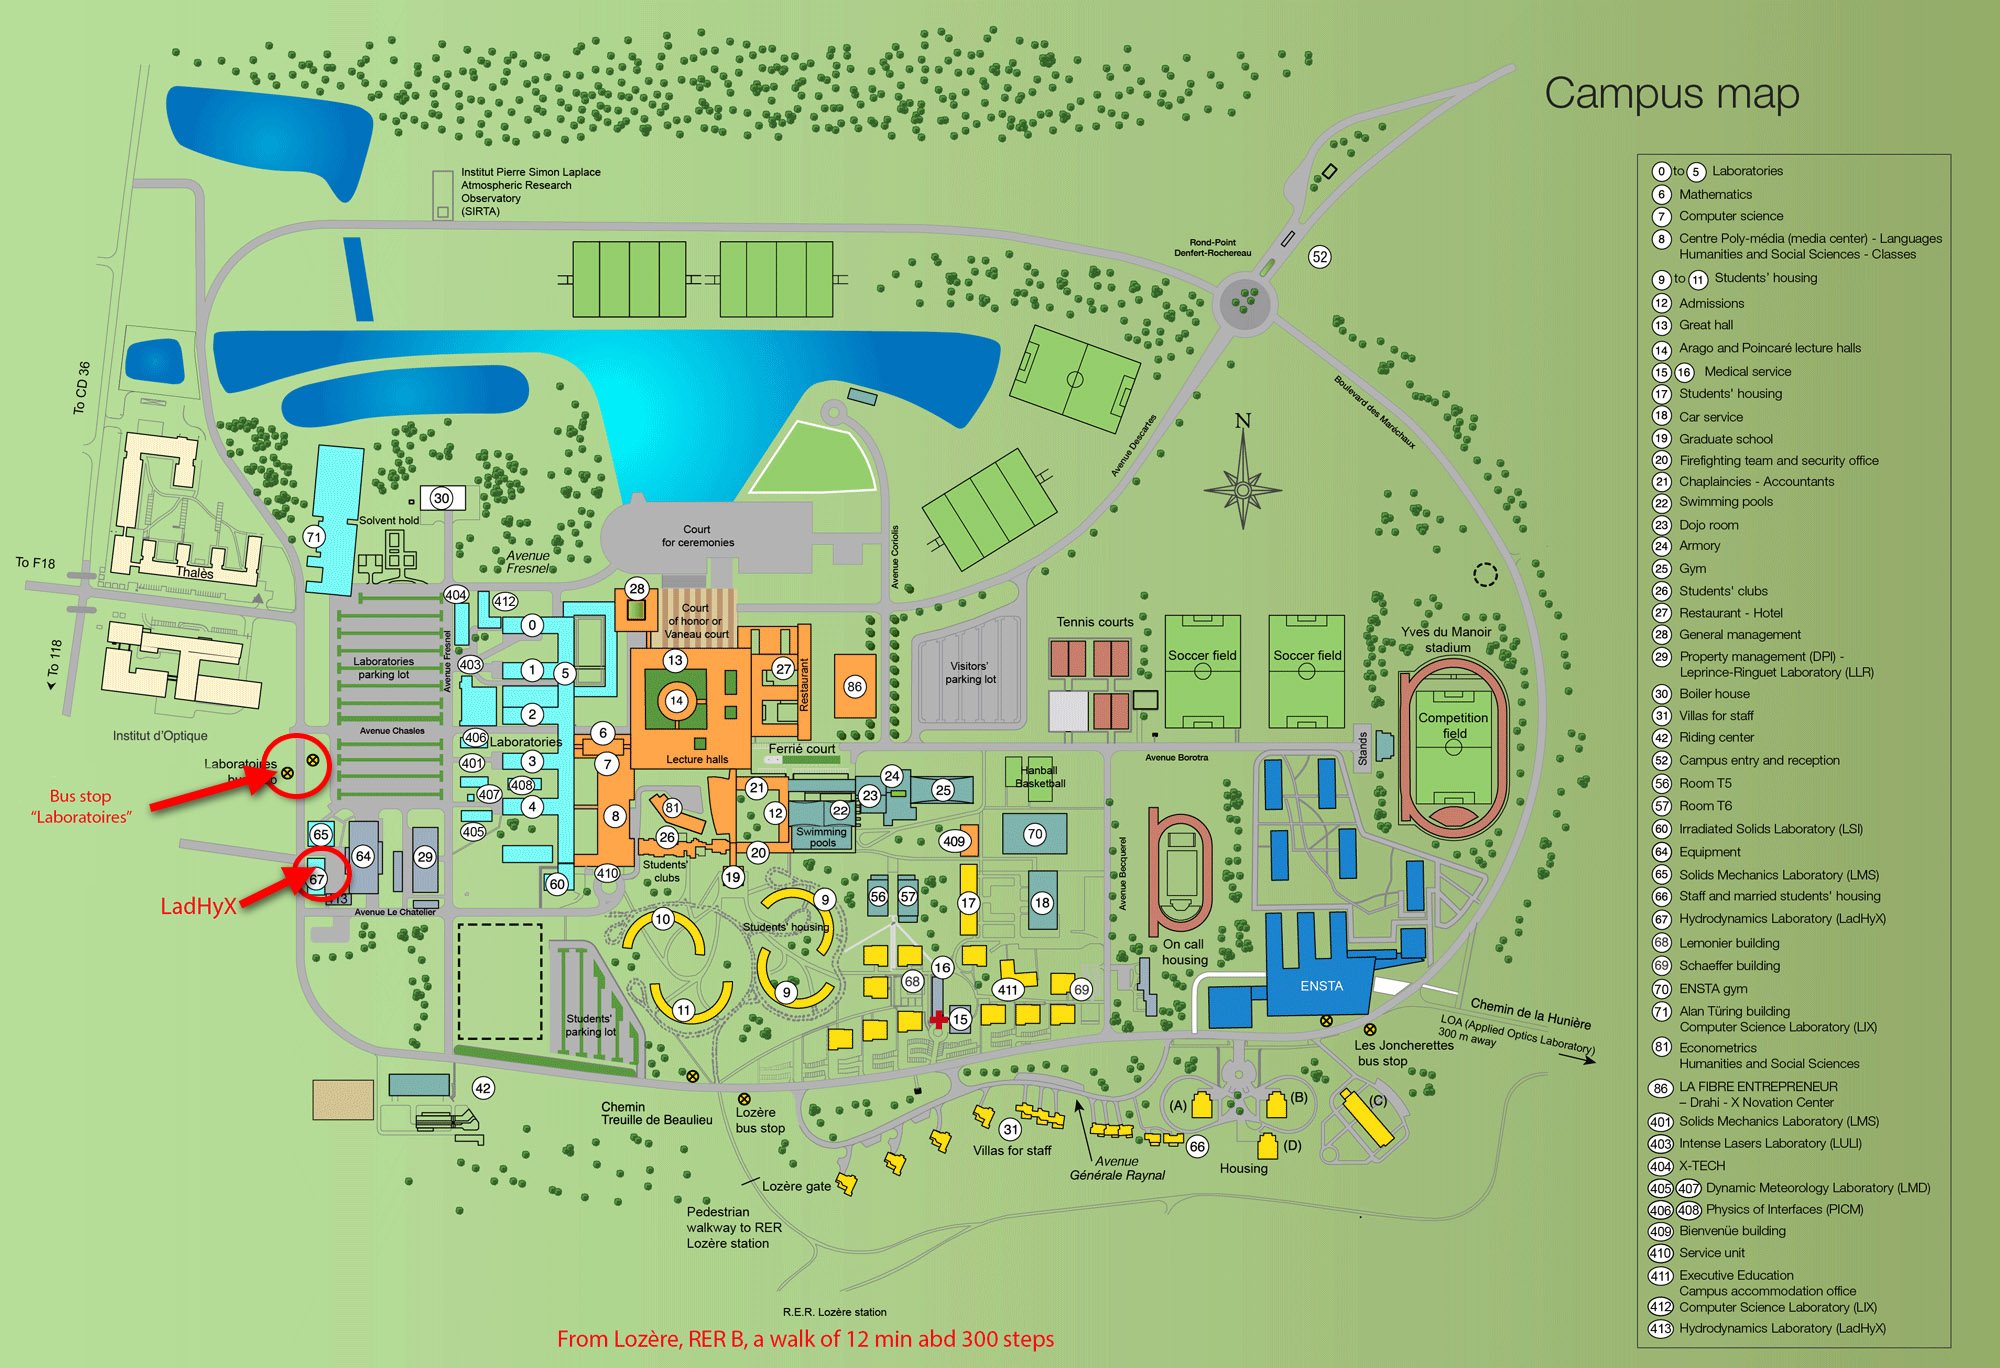 Campus map
Institut Pierre Simon Laplace
Atmospheric Research
Observatory
(SIRTA)
Rond-Point
Denfert-Rochereau
52
To CD 36
Boulevard des Maréchaux
Avenue Descartes
N
30
Solvent hold
71
Court
for ceremonies
Avenue
Fresnel
Avenue Coriolis
To F18
Thalès
To 118
404
412
28
Court
of honor or
Vaneau court
0
Tennis courts
Soccer field
Soccer field
Yves du Manoir
stadium
Laboratories
parking lot
Avenue Fresnel
403
1
5
13
27
Restaurant
Visitors'
parking lot
86
14
2
Competition
field
Institut d'Optique
Avenue Chasles
406
Laboratories
6
Ferrié court
Lecture halls
Stands
Avenue Borotra
Laboratoires
401
3
7
Hanball
Basketball
Bus stop
"Laboratoires"
408
407
4
8
81
21
12
22
23
24
25
Swimming
pools
405
65
64
29
26
Students'
clubs
20
409
70
67
LadHyX
60
410
19
Avenue Becquerel
Avenue Le Chatelier
10
9
Students' housing
56
57
17
18
On call
housing
16
68
411
69
9
11
15
ENSTA
Students'
parking lot
Chemin de la Hunière
LOA (Applied Optics Laboratory)
300 m away
Les Joncherettes
bus stop
42
Chemin
Treuille de Beaulieu
Lozère
bus stop
31
Villas for staff
66
Avenue
Générale Raynal
(A)
(B)
(C)
(D)
Housing
Lozère gate
Pedestrian
walkway to RER
Lozère station
R.E.R. Lozère station
From Lozère, RER B, a walk of 12 min abd 300 steps
0 to 5 Laboratories
6 Mathematics
7 Computer science
8 Centre Poly-média (media center) - Languages
Humanities and Social Sciences - Classes
9 to 11 Students' housing
12 Admissions
13 Great hall
14 Arago and Poincaré lecture halls
15 16 Medical service
17 Students' housing
18 Car service
19 Graduate school
20 Firefighting team and security office
21 Chaplaincies - Accountants
22 Swimming pools
23 Dojo room
24 Armory
25 Gym
26 Students' clubs
27 Restaurant - Hotel
28 General management
29 Property management (DPI) -
Leprince-Ringuet Laboratory (LLR)
30 Boiler house
31 Villas for staff
42 Riding center
52 Campus entry and reception
56 Room T5
57 Room T6
60 Irradiated Solids Laboratory (LSI)
64 Equipment
65 Solids Mechanics Laboratory (LMS)
66 Staff and married students' housing
67 Hydrodynamics Laboratory (LadHyX)
68 Lemonier building
69 Schaeffer building
70 ENSTA gym
71 Alan Türing building
Computer Science Laboratory (LIX)
81 Econometrics
Humanities and Social Sciences
86 LA FIBRE ENTREPRENEUR
– Drahi - X Novation Center
401 Solids Mechanics Laboratory (LMS)
403 Intense Lasers Laboratory (LULI)
404 X-TECH
405 407 Dynamic Meteorology Laboratory (LMD)
406 408 Physics of Interfaces (PICM)
409 Bienvenüe building
410 Service unit
411 Executive Education
Campus accommodation office
412 Computer Science Laboratory (LIX)
413 Hydrodynamics Laboratory (LadHyX)